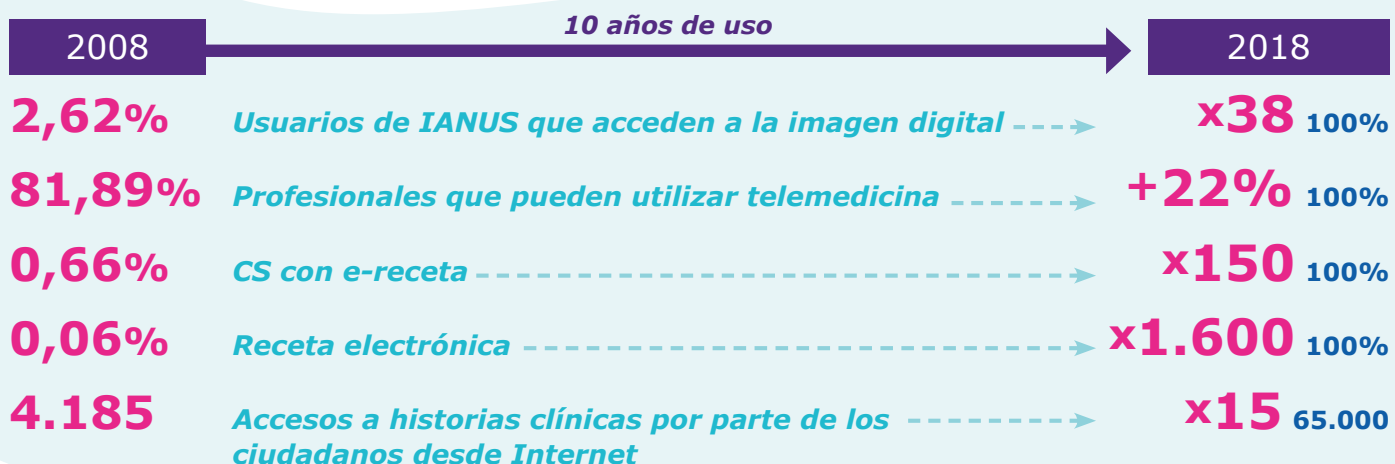 10 años de uso
2008 2018
2,62% Usuarios de IANUS que acceden a la imagen digital x38 100%
81,89% Profesionales que pueden utilizar telemedicina +22% 100%
0,66% CS con e-receta x150 100%
0,06% Receta electrónica x1.600 100%
4.185 Accesos a historias clínicas por parte de los x15 65.000
ciudadanos desde Internet